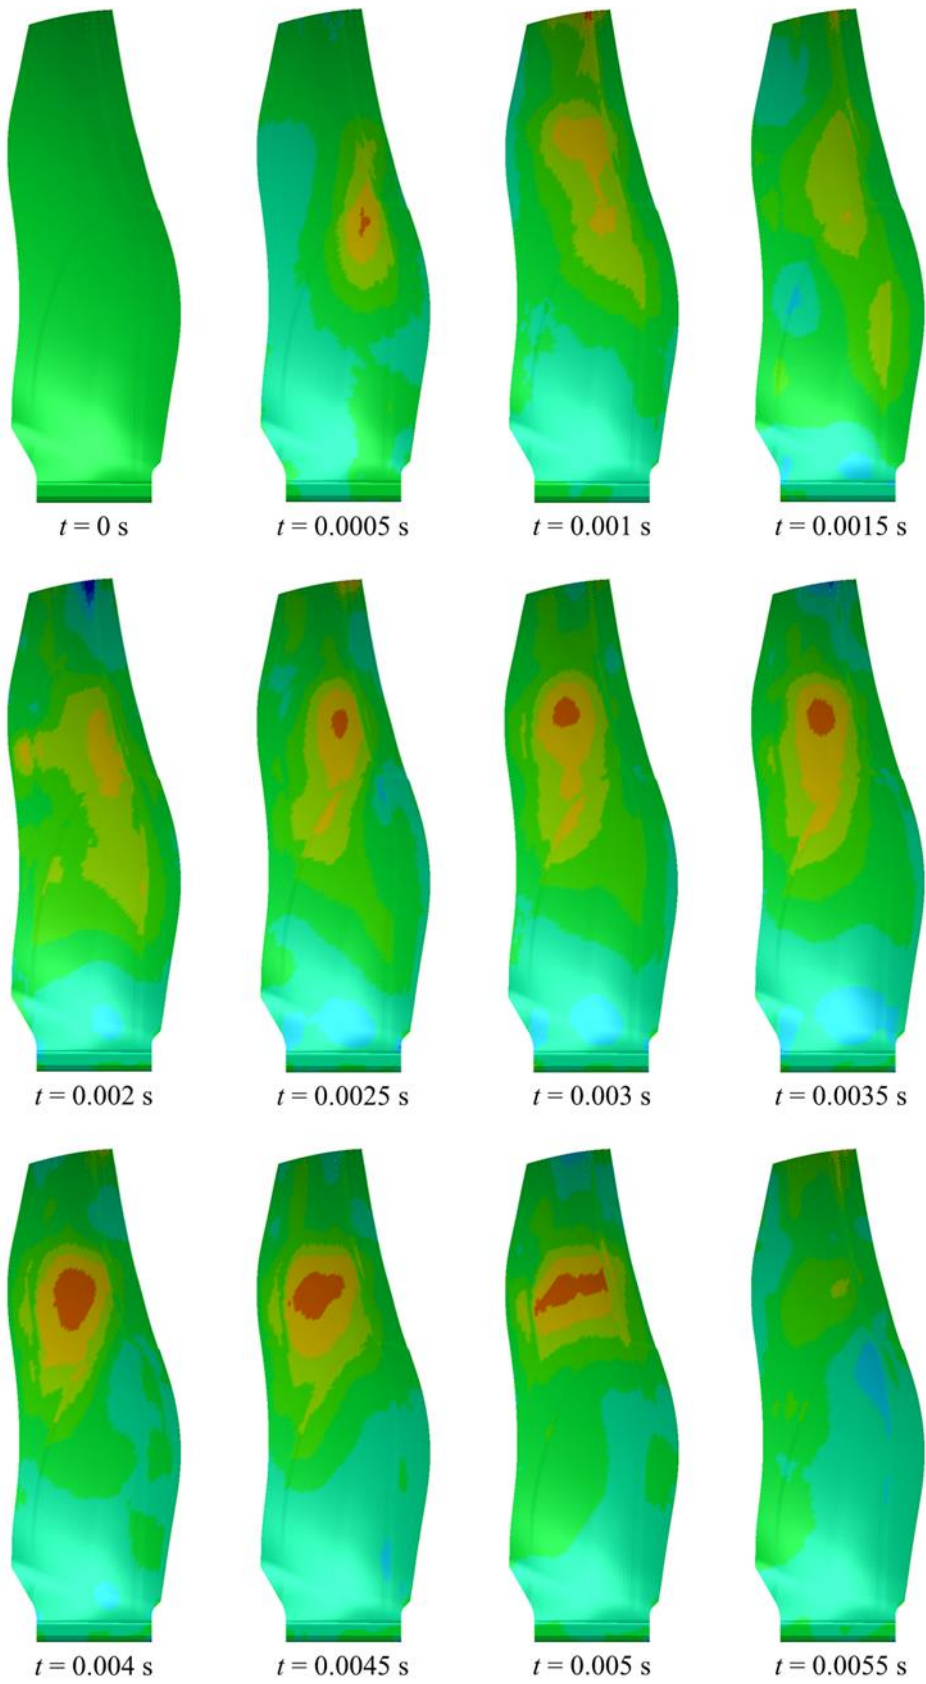 t = 0 s
t = 0.0005 s
t = 0.001 s
t = 0.0015 s
t = 0.002 s
t = 0.0025 s
t = 0.003 s
t = 0.0035 s
t = 0.004 s
t = 0.0045 s
t = 0.005 s
t = 0.0055 s